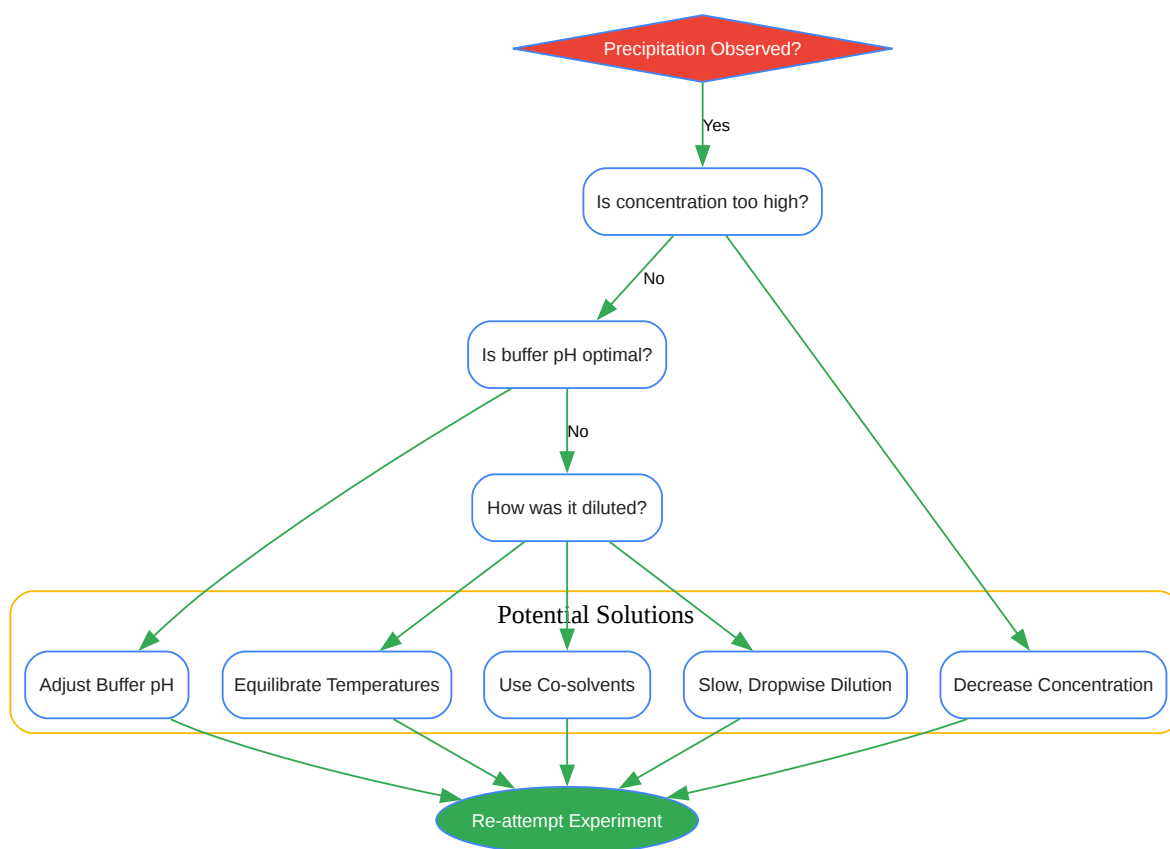 Precipitation Observed?
Yes
Is concentration too high?
No
Is buffer pH optimal?
No
How was it diluted?
Potential Solutions
Adjust Buffer pH
Equilibrate Temperatures
Use Co-solvents
Slow, Dropwise Dilution
Decrease Concentration
Re-attempt Experiment